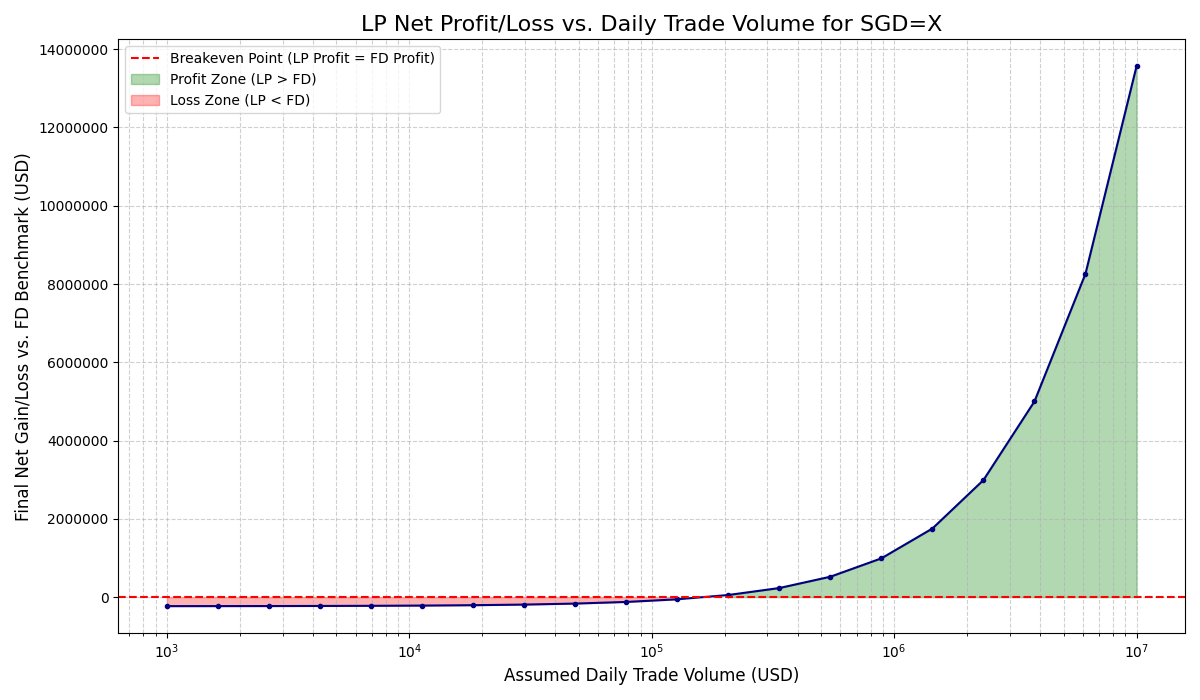 LP Net Profit/Loss vs. Daily Trade Volume for SGD=X
Breakeven Point (LP Profit = FD Profit)
Profit Zone (LP > FD)
Loss Zone (LP < FD)
Final Net Gain/Loss vs. FD Benchmark (USD)
14000000
12000000
10000000
8000000
6000000
4000000
2000000
0
10³ 10⁴ 10⁵ 10⁶ 10⁷
Assumed Daily Trade Volume (USD)